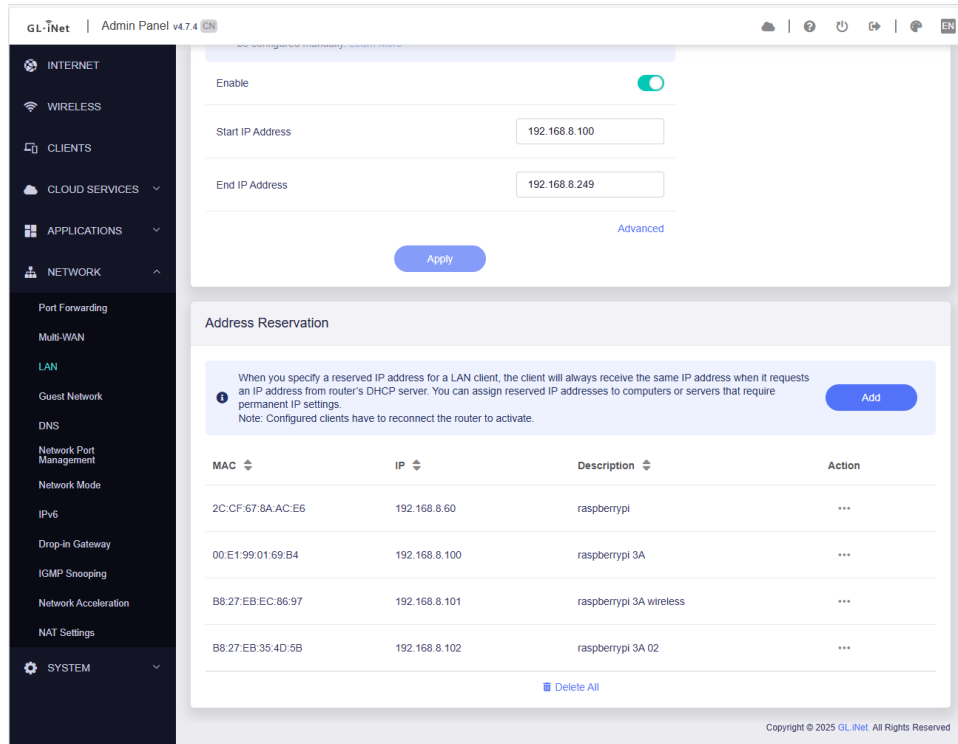 GL·iNet | Admin Panel v4.7.4 CN
EN
INTERNET
WIRELESS
CLIENTS
CLOUD SERVICES
APPLICATIONS
NETWORK
Port Forwarding
Multi-WAN
LAN
Guest Network
DNS
Network Port
Management
Network Mode
IPv6
Drop-in Gateway
IGMP Snooping
Network Acceleration
NAT Settings
SYSTEM
be configured manually. Learn More
Enable
Start IP Address 192.168.8.100
End IP Address 192.168.8.249
Advanced
Apply
Address Reservation
When you specify a reserved IP address for a LAN client, the client will always receive the same IP address when it requests
an IP address from router's DHCP server. You can assign reserved IP addresses to computers or servers that require
permanent IP settings.
Note: Configured clients have to reconnect the router to activate.
Add
MAC IP Description Action
2C:CF:67:8A:AC:E6 192.168.8.60 raspberrypi
00:E1:99:01:69:B4 192.168.8.100 raspberrypi 3A
B8:27:EB:EC:86:97 192.168.8.101 raspberrypi 3A wireless
B8:27:EB:35:4D:5B 192.168.8.102 raspberrypi 3A 02
Delete All
Copyright © 2025 GL.iNet. All Rights Reserved